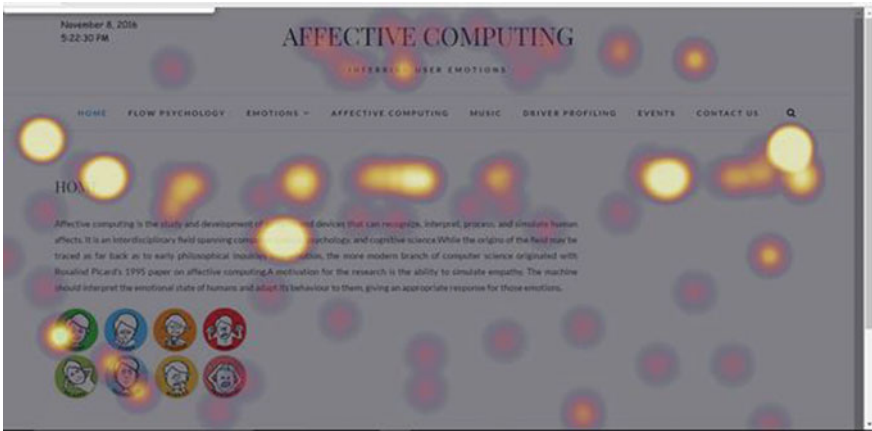 November 8, 2016
5:22:30 PM
AFFECTIVE COMPUTING
USER EMOTIONS
HOME
FLOW PSYCHOLOGY
EMOTIONS
AFFECTIVE COMPUTING
MUSIC
DRIVER PROFILING
EVENTS
CONTACT US
HOME
Affective computing is the study and development of and devices that can recognize, interpret, process, and simulate human
affects. It is an interdisciplinary field spanning psychology, and cognitive science.While the origins of the field may be
traced as far back as to early philosophical the more modern branch of computer science originated with
Rosalind Picard's 1995 paper on affective computing.A motivation for the research is the ability to simulate empathy. The machine
should interpret the emotional state of humans and adapt its behaviour to them, giving an appropriate response for those emotions.